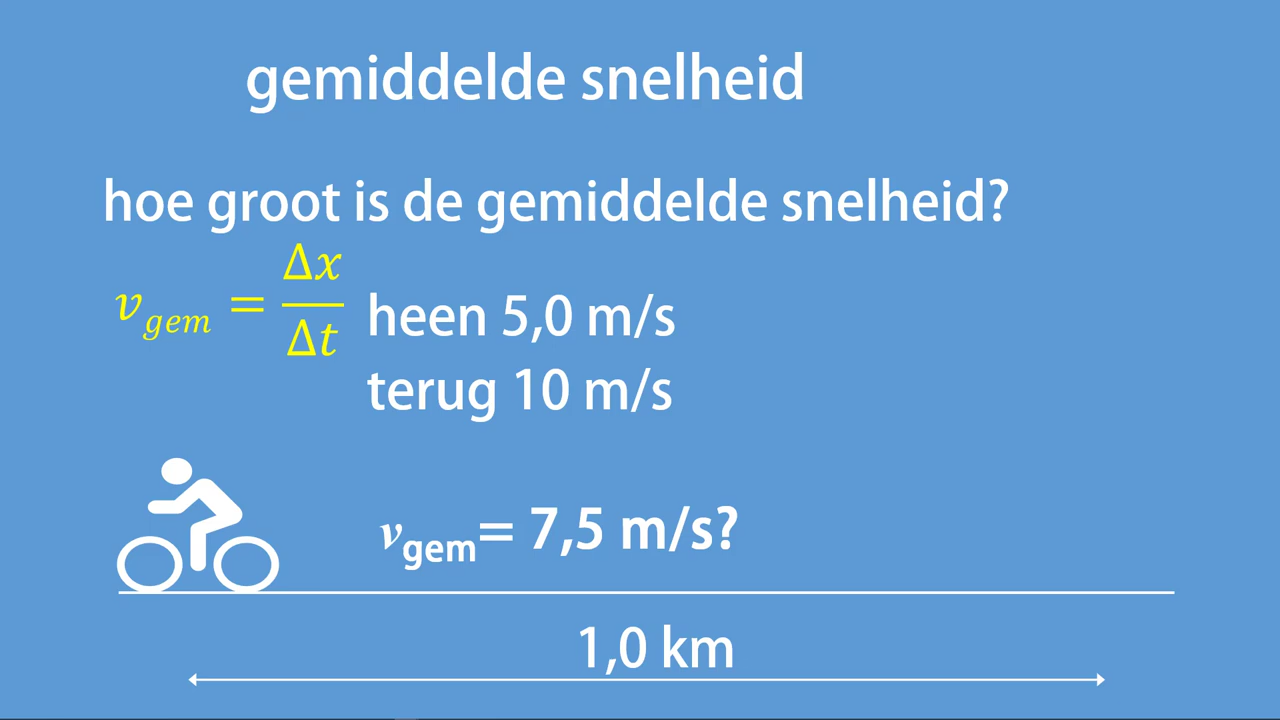 gemiddelde snelheid
hoe groot is de gemiddelde snelheid?
v_gem = Δx/Δt
heen 5,0 m/s
terug 10 m/s
v_gem= 7,5 m/s?
1,0 km